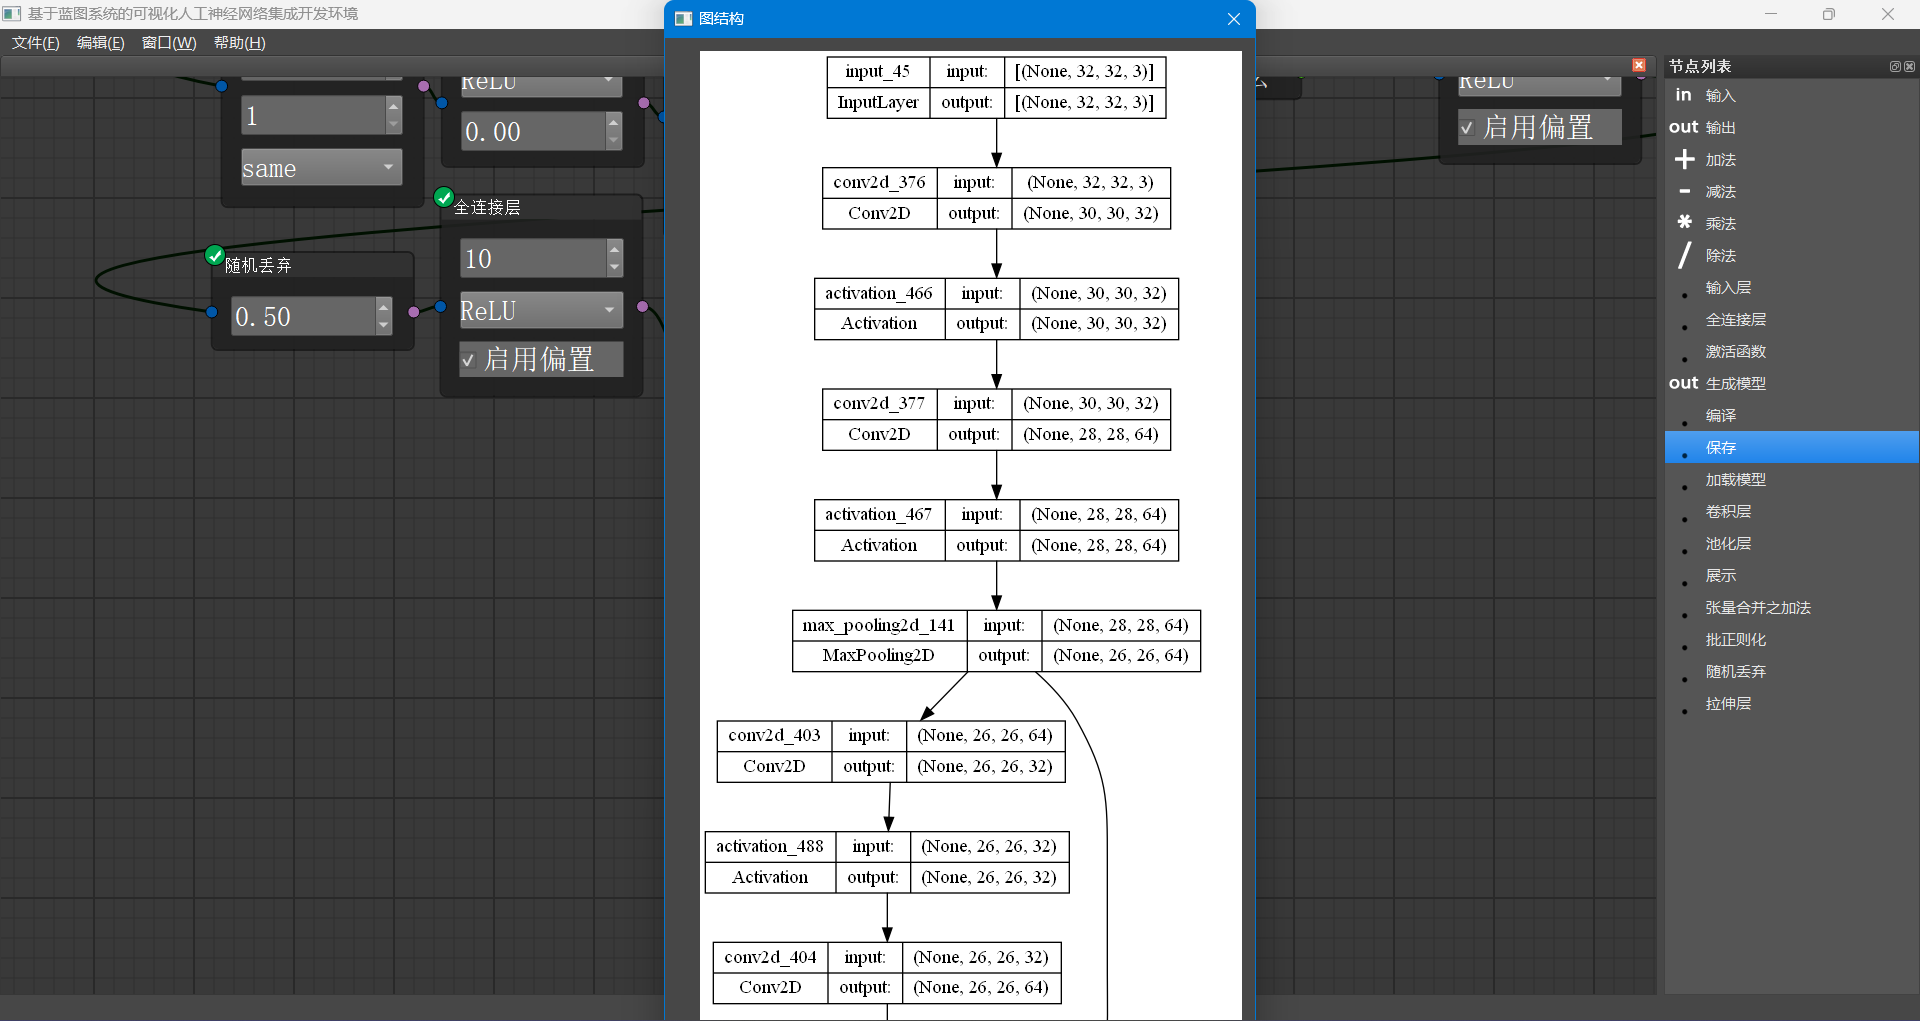 基于蓝图系统的可视化人工神经网络集成开发环境
文件(F) 编辑(E) 窗口(W) 帮助(H)
1
same
ReLU
0.00
全连接层
10
ReLU
启用偏置
随机丢弃
0.50
图结构
input_45 input: [(None, 32, 32, 3)]
InputLayer output: [(None, 32, 32, 3)]
conv2d_376 input: (None, 32, 32, 3)
Conv2D output: (None, 30, 30, 32)
activation_466 input: (None, 30, 30, 32)
Activation output: (None, 30, 30, 32)
conv2d_377 input: (None, 30, 30, 32)
Conv2D output: (None, 28, 28, 64)
activation_467 input: (None, 28, 28, 64)
Activation output: (None, 28, 28, 64)
max_pooling2d_141 input: (None, 28, 28, 64)
MaxPooling2D output: (None, 26, 26, 64)
conv2d_403 input: (None, 26, 26, 64)
Conv2D output: (None, 26, 26, 32)
activation_488 input: (None, 26, 26, 32)
Activation output: (None, 26, 26, 32)
conv2d_404 input: (None, 26, 26, 32)
Conv2D output: (None, 26, 26, 64)
ReLU
启用偏置
节点列表
in 输入
out 输出
+ 加法
- 减法
* 乘法
/ 除法
输入层
全连接层
激活函数
out 生成模型
编译
保存
加载模型
卷积层
池化层
展示
张量合并之加法
批正则化
随机丢弃
拉伸层